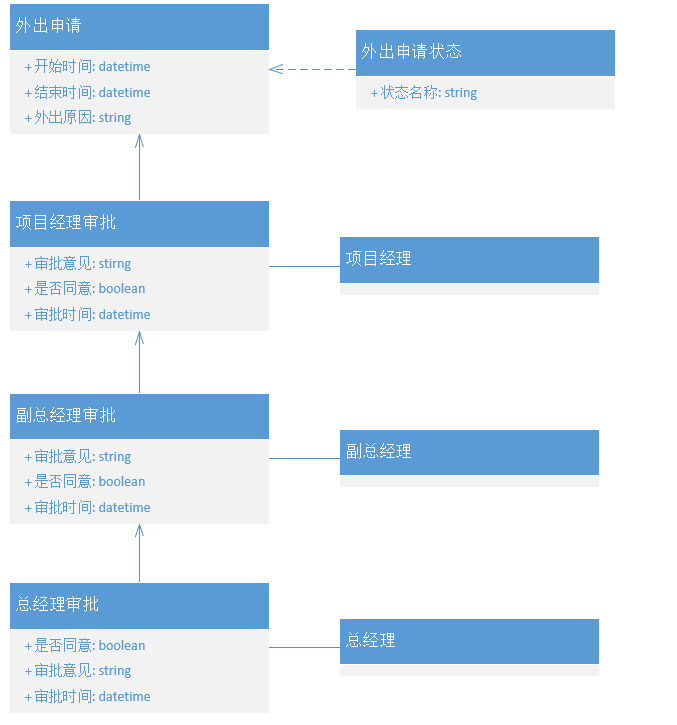 外出申请
+ 开始时间: datetime
+ 结束时间: datetime
+ 外出原因: string
外出申请状态
+ 状态名称: string
项目经理审批
+ 审批意见: stirng
+ 是否同意: boolean
+ 审批时间: datetime
项目经理
副总经理审批
+ 审批意见: string
+ 是否同意: boolean
+ 审批时间: datetime
副总经理
总经理审批
+ 是否同意: boolean
+ 审批意见: string
+ 审批时间: datetime
总经理